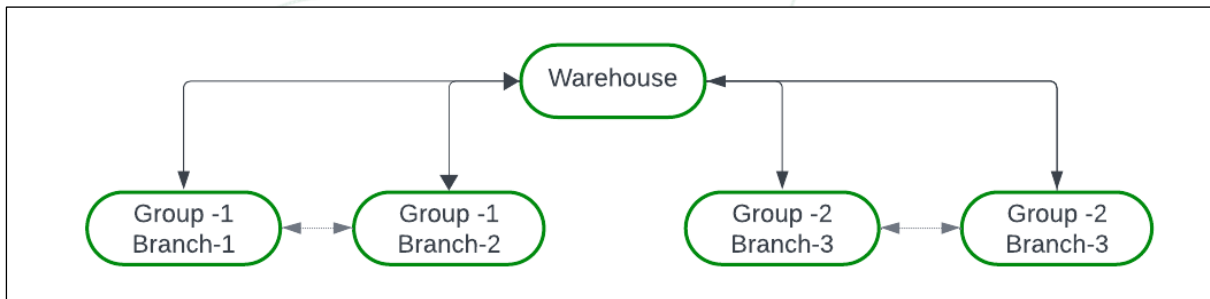 Warehouse
Group -1
Branch-1
Group -1
Branch-2
Group -2
Branch-3
Group -2
Branch-3